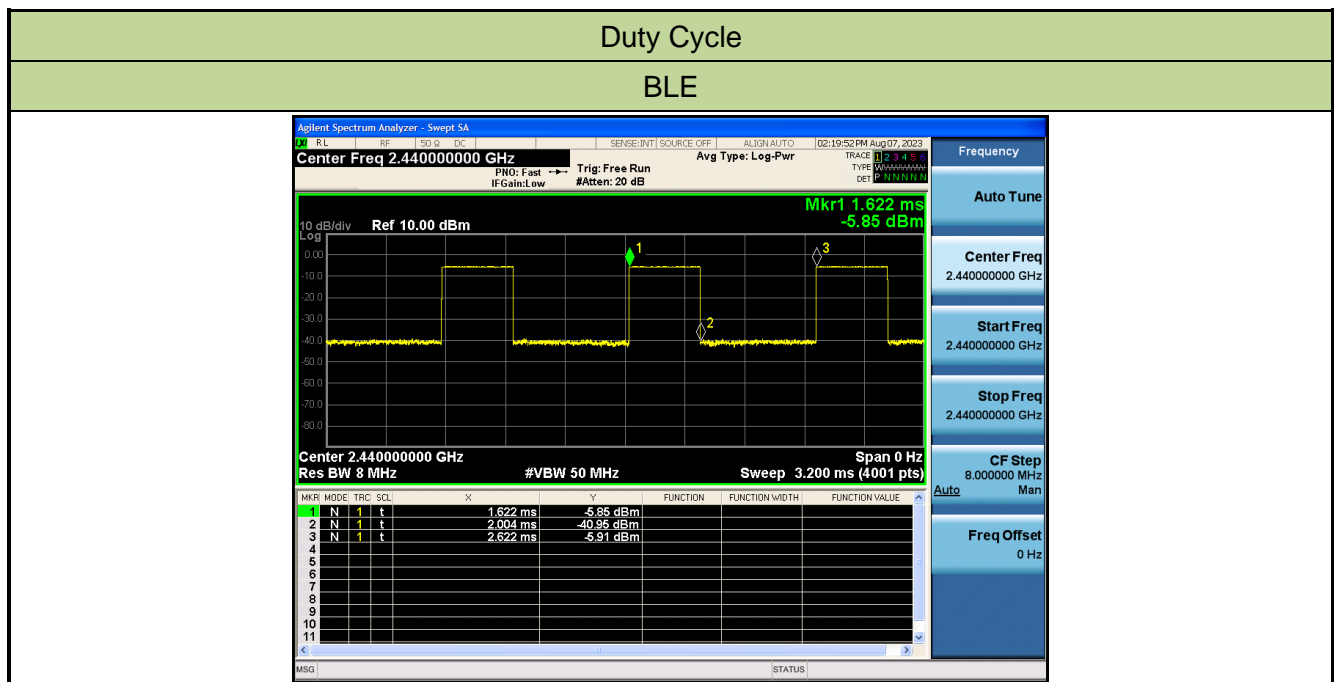 Duty Cycle
BLE
Agilent Spectrum Analyzer - Swept SA
LXI RL RF 50 Ω DC SENSE:INT SOURCE OFF ALIGN AUTO 02:19:52 PM Aug 07, 2023
Center Freq 2.440000000 GHz
PNO: Fast
IFGain:Low
Trig: Free Run
#Atten: 20 dB
Avg Type: Log-Pwr
TRACE 1 2 3 4 5 6
TYPE WWWWWW
DET P N N N N N
Mkr1 1.622 ms
-5.85 dBm
10 dB/div Ref 10.00 dBm
Log
0.00
-10.0
-20.0
-30.0
-40.0
-50.0
-60.0
-70.0
-80.0
1
2
3
Center 2.440000000 GHz Span 0 Hz
Res BW 8 MHz #VBW 50 MHz Sweep 3.200 ms (4001 pts)
MKR MODE TRC SCL X Y FUNCTION FUNCTION WIDTH FUNCTION VALUE
1 N 1 t 1.622 ms -5.85 dBm
2 N 1 t 2.004 ms -40.95 dBm
3 N 1 t 2.622 ms -5.91 dBm
4
5
6
7
8
9
10
11
MSG STATUS
Frequency
Auto Tune
Center Freq
2.440000000 GHz
Start Freq
2.440000000 GHz
Stop Freq
2.440000000 GHz
CF Step
8.000000 MHz
Auto Man
Freq Offset
0 Hz